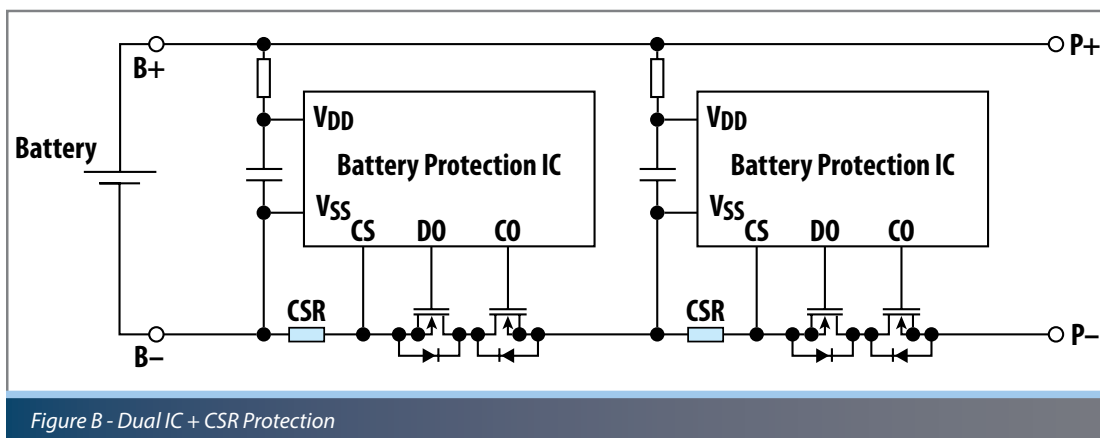 B+
P+
Battery
VDD
Battery Protection IC
VSS
CS DO CO
VDD
Battery Protection IC
VSS
CS DO CO
CSR
CSR
B–
P–
Figure B - Dual IC + CSR Protection